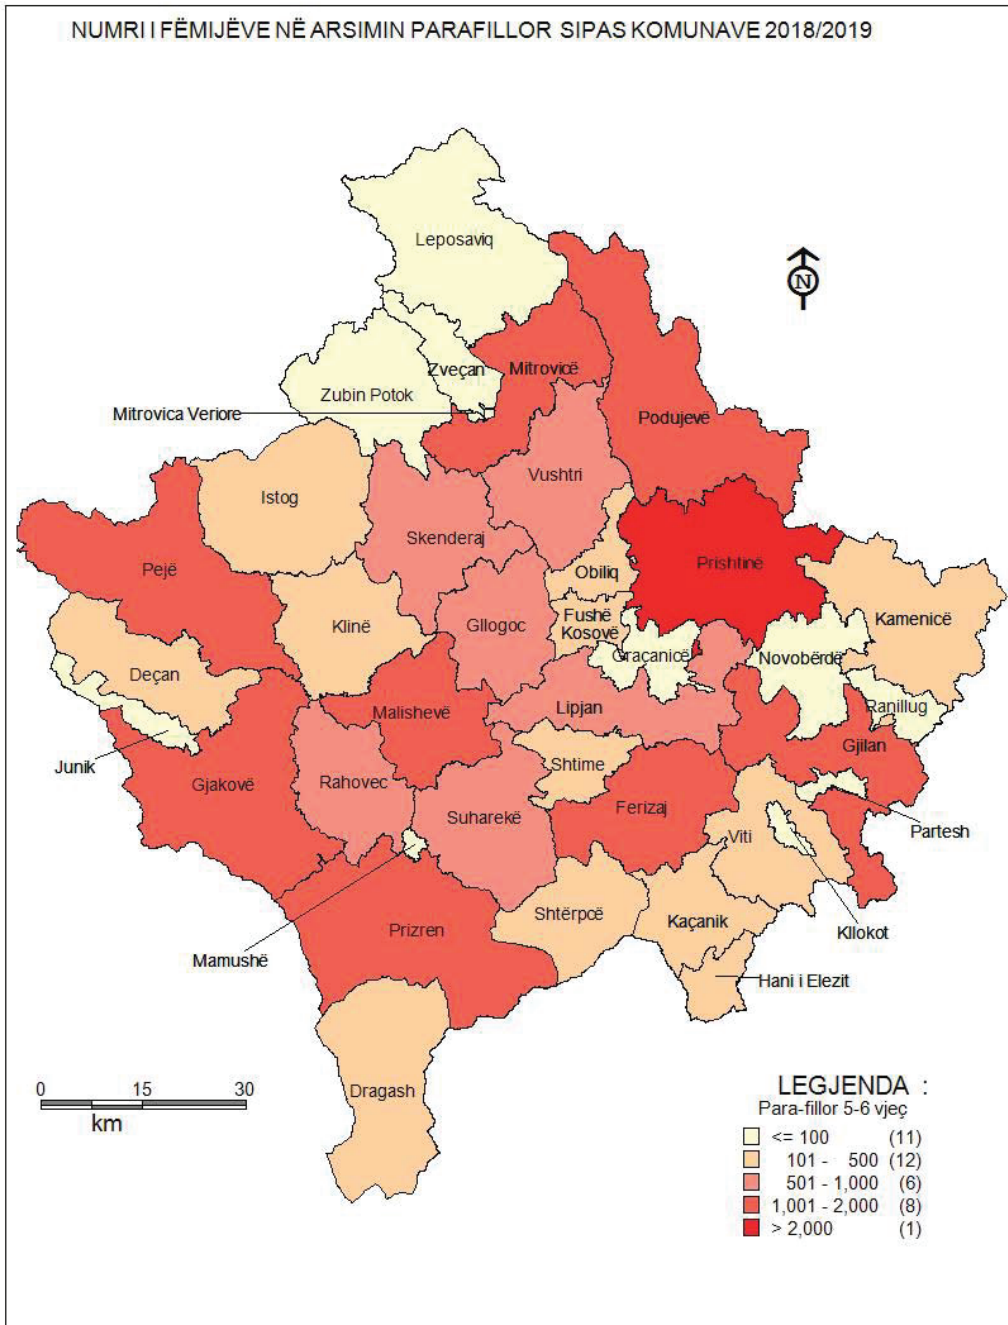 NUMRI I FËMIJËVE NË ARSIMIN PARAFILLOR SIPAS KOMUNAVE 2018/2019
Leposaviq
N
Zveçan
Mitrovicë
Zubin Potok
Mitrovica Veriore
Podujevë
Vushtri
Istog
Skenderaj
Prishtinë
Pejë
Obiliq
Fushë
Kosovë
Kamenicë
Klinë
Gllogoc
Graçanicë
Novobërdë
Deçan
Ranillug
Malishevë
Lipjan
Gjilan
Junik
Shtime
Gjakovë
Rahovec
Ferizaj
Suharekë
Partesh
Viti
Shtërpcë
Kaçanik
Prizren
Kllokot
Mamushë
Hani i Elezit
Dragash
0 15 30
km
LEGJENDA :
Para-fillor 5-6 vjeç
<= 100 (11)
101 - 500 (12)
501 - 1,000 (6)
1,001 - 2,000 (8)
> 2,000 (1)